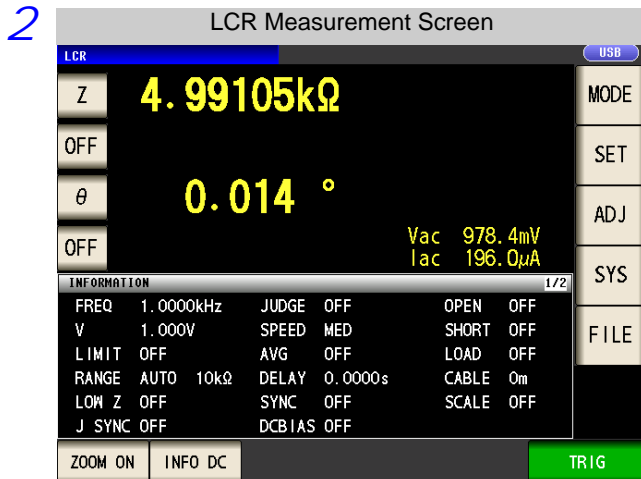 2 LCR Measurement Screen
LCR USB
Z 4.99105kΩ MODE
OFF SET
θ 0.014 ° ADJ
OFF Vac 978.4mV
Iac 196.0μA SYS
INFORMATION 1/2
FREQ 1.0000kHz JUDGE OFF OPEN OFF
V 1.000V SPEED MED SHORT OFF FILE
LIMIT OFF AVG OFF LOAD OFF
RANGE AUTO 10kΩ DELAY 0.0000s CABLE 0m
LOW Z OFF SYNC OFF SCALE OFF
J SYNC OFF DCBIAS OFF
ZOOM ON INFO DC TRIG